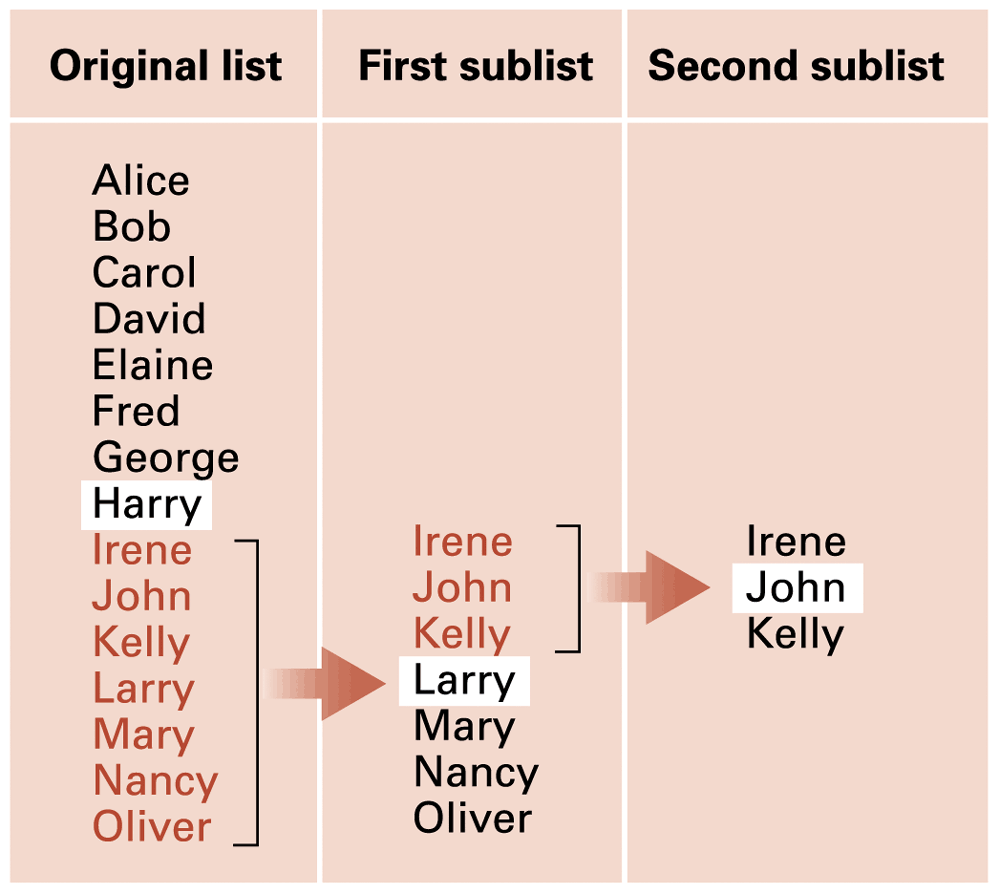 Original list
First sublist
Second sublist
Alice
Bob
Carol
David
Elaine
Fred
George
Harry
Irene
John
Kelly
Larry
Mary
Nancy
Oliver
Irene
John
Kelly
Larry
Mary
Nancy
Oliver
Irene
John
Kelly